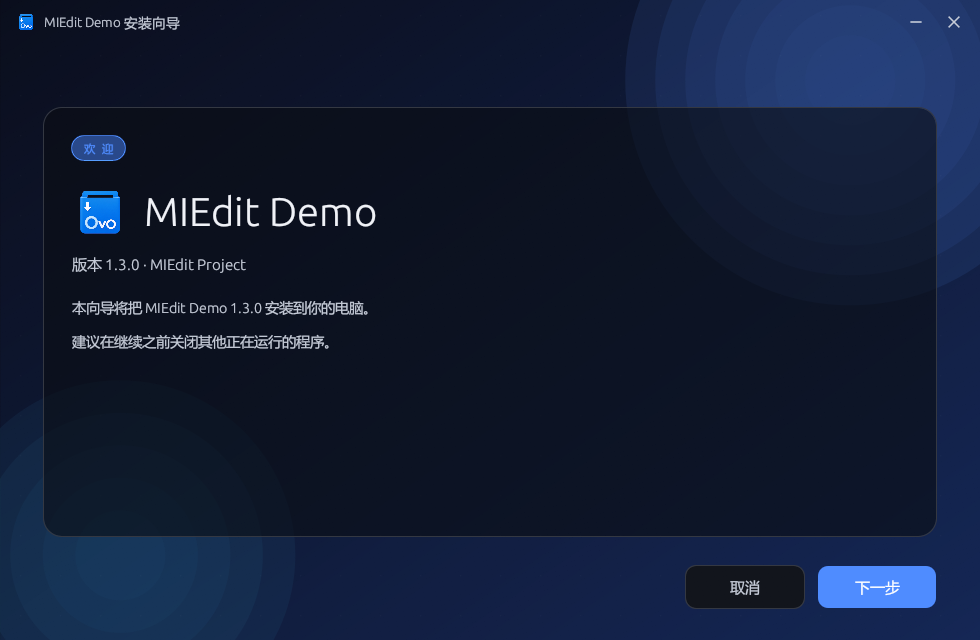 MIEdit Demo 安装向导
欢 迎
Ovo
MIEdit Demo
版本 1.3.0 · MIEdit Project
本向导将把 MIEdit Demo 1.3.0 安装到你的电脑。
建议在继续之前关闭其他正在运行的程序。
取消
下一步